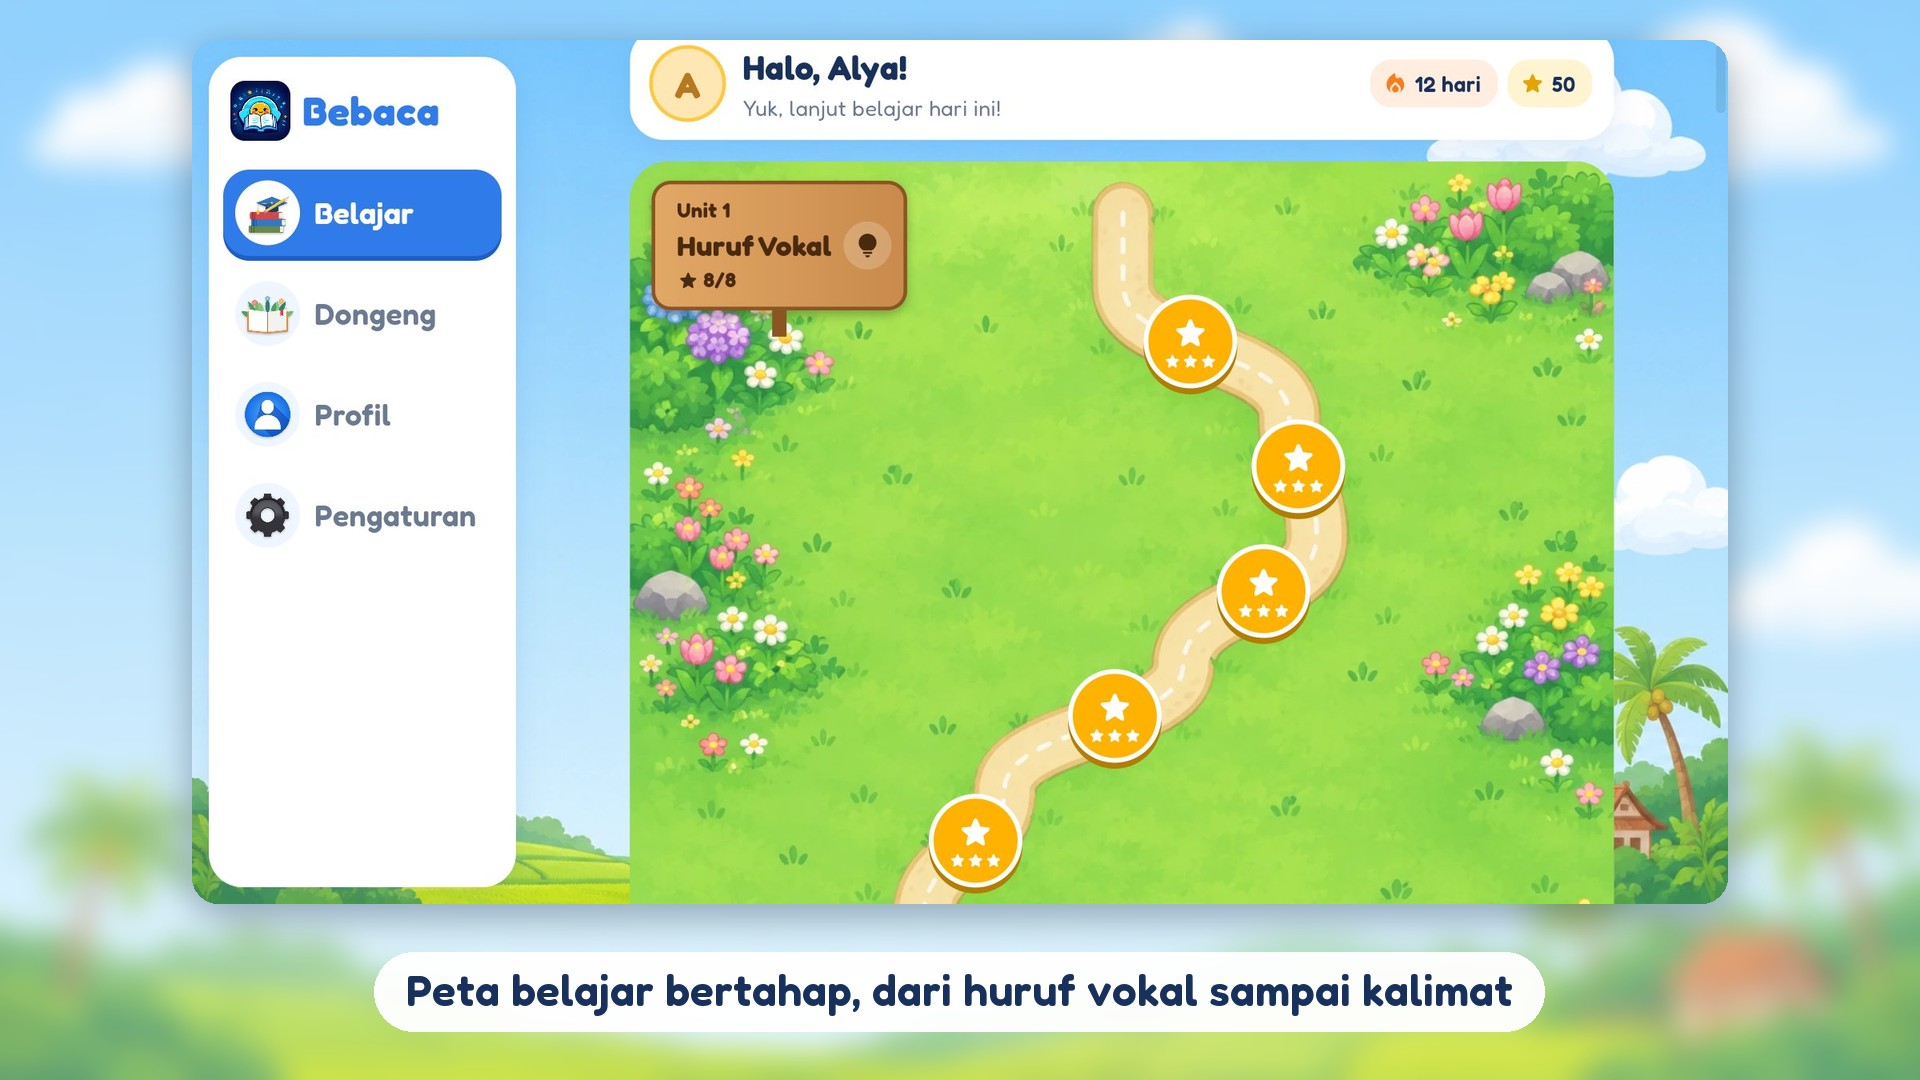 Bebaca
Belajar
Dongeng
Profil
Pengaturan
A
Halo, Alya!
Yuk, lanjut belajar hari ini!
12 hari
50
Unit 1
Huruf Vokal
8/8
Peta belajar bertahap, dari huruf vokal sampai kalimat